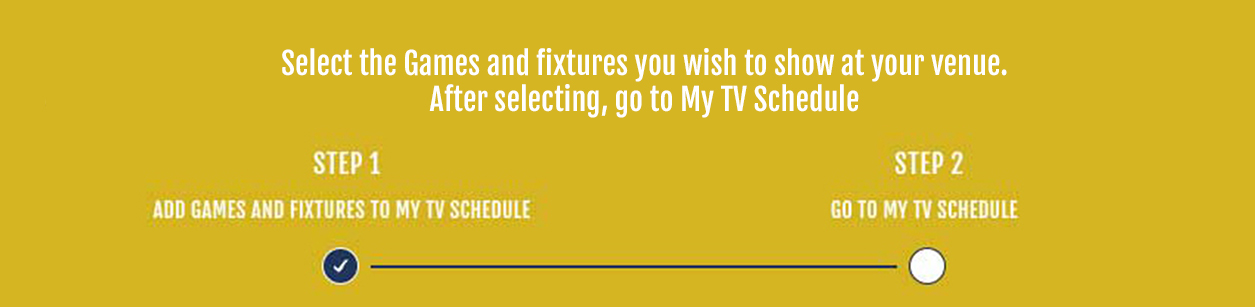 Select the Games and fixtures you wish to show at your venue.
After selecting, go to My TV Schedule
STEP 1
ADD GAMES AND FIXTURES TO MY TV SCHEDULE
STEP 2
GO TO MY TV SCHEDULE